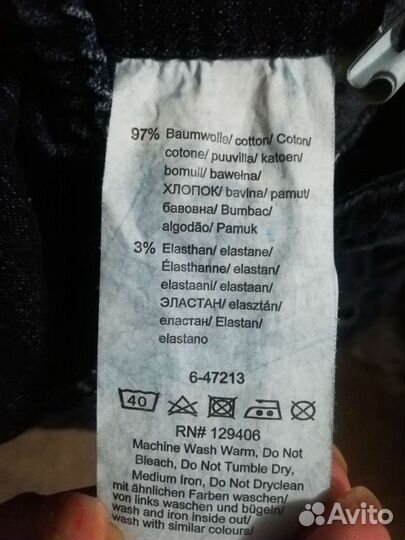 97% Baumwolle/ cotton/ Coton/
cotone/ puuvilla/ katoen/
bomull/ bawełna/
ХЛОПОК/ bavlna/ pamut/
бавовна/ Bumbac/
algodão/ Pamuk
3% Elasthan/ elastane/
Élasthanne/ elastan/
elastaani/ elastaan/
ЭЛАСТАН/ elasztán/
еластан/ Elastan/
elastano
6-47213
40
RN# 129406
Machine Wash Warm, Do Not
Bleach, Do Not Tumble Dry,
Medium Iron, Do Not Dryclean
mit ähnlichen Farben waschen/
von links waschen und bügeln/
wash and iron inside out/
wash with similar colours/
Avito